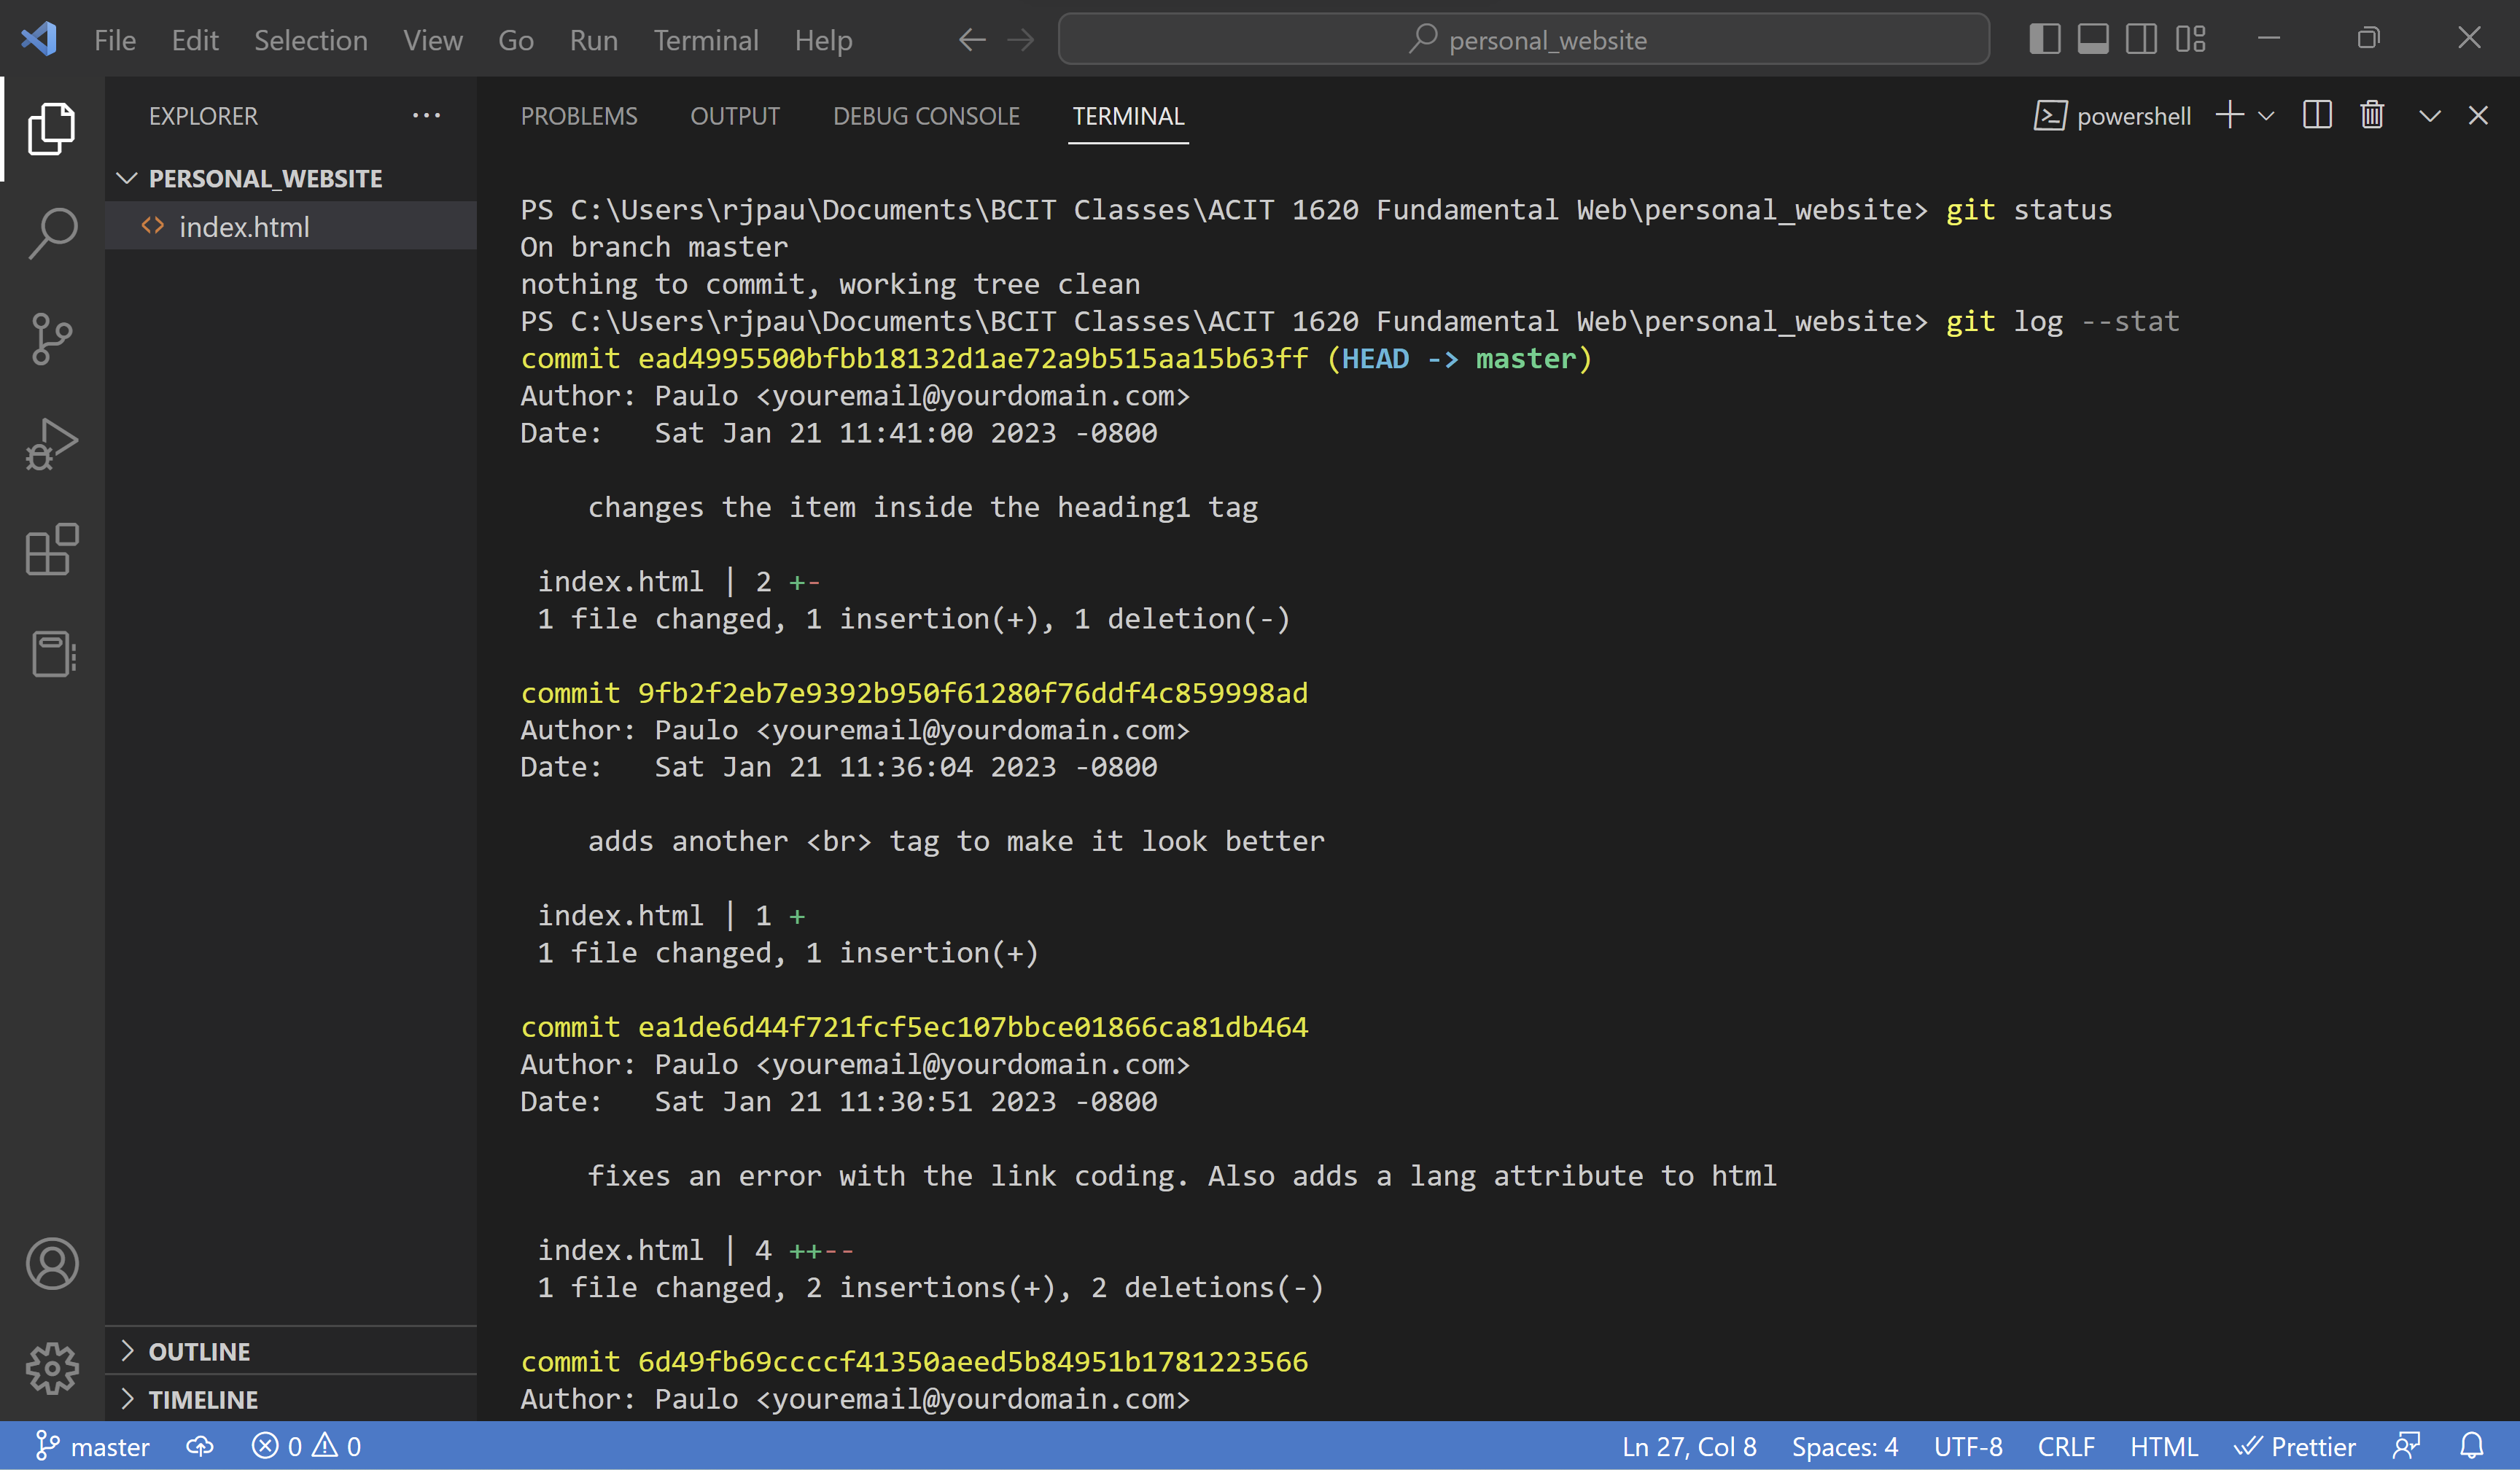 File Edit Selection View Go Run Terminal Help personal_website
EXPLORER
PERSONAL_WEBSITE
index.html
OUTLINE
TIMELINE
PROBLEMS OUTPUT DEBUG CONSOLE TERMINAL powershell
PS C:\Users\rjpau\Documents\BCIT Classes\ACIT 1620 Fundamental Web\personal_website> git status
On branch master
nothing to commit, working tree clean
PS C:\Users\rjpau\Documents\BCIT Classes\ACIT 1620 Fundamental Web\personal_website> git log --stat
commit ead4995500bfbb18132d1ae72a9b515aa15b63ff (HEAD -> master)
Author: Paulo <youremail@yourdomain.com>
Date:   Sat Jan 21 11:41:00 2023 -0800
changes the item inside the heading1 tag
index.html | 2 +-
1 file changed, 1 insertion(+), 1 deletion(-)
commit 9fb2f2eb7e9392b950f61280f76ddf4c859998ad
Author: Paulo <youremail@yourdomain.com>
Date:   Sat Jan 21 11:36:04 2023 -0800
adds another <br> tag to make it look better
index.html | 1 +
1 file changed, 1 insertion(+)
commit ea1de6d44f721fcf5ec107bbce01866ca81db464
Author: Paulo <youremail@yourdomain.com>
Date:   Sat Jan 21 11:30:51 2023 -0800
fixes an error with the link coding. Also adds a lang attribute to html
index.html | 4 ++--
1 file changed, 2 insertions(+), 2 deletions(-)
commit 6d49fb69ccccf41350aeed5b84951b1781223566
Author: Paulo <youremail@yourdomain.com>
master 0 0 Ln 27, Col 8 Spaces: 4 UTF-8 CRLF HTML Prettier